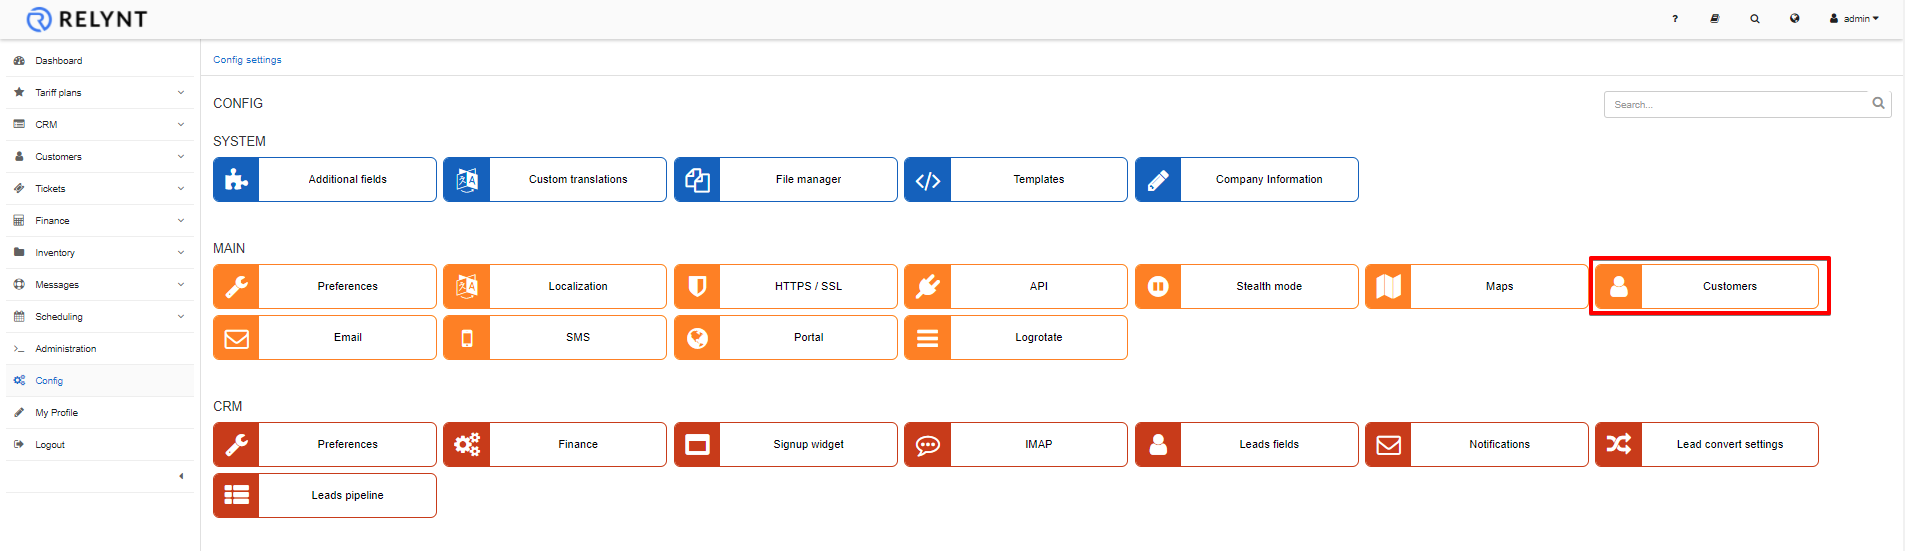 RELYNT
admin
Dashboard
Tariff plans
CRM
Customers
Tickets
Finance
Inventory
Messages
Scheduling
Administration
Config
My Profile
Logout
Config settings
CONFIG
Search...
SYSTEM
Additional fields
Custom translations
File manager
Templates
Company Information
MAIN
Preferences
Localization
HTTPS / SSL
API
Stealth mode
Maps
Customers
Email
SMS
Portal
Logrotate
CRM
Preferences
Finance
Signup widget
IMAP
Leads fields
Notifications
Lead convert settings
Leads pipeline